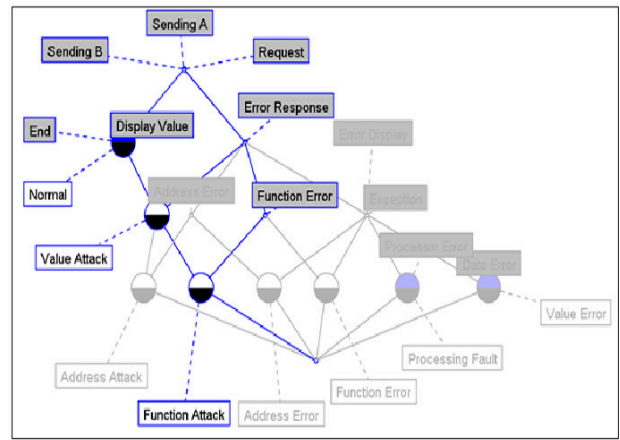 Sending A
Sending B
Request
End
Display Value
Error Response
Error Display
Normal
Address Error
Function Error
Exception
Value Attack
Processin Error
Data Error
Value Error
Processing Fault
Address Attack
Function Error
Function Attack
Address Error